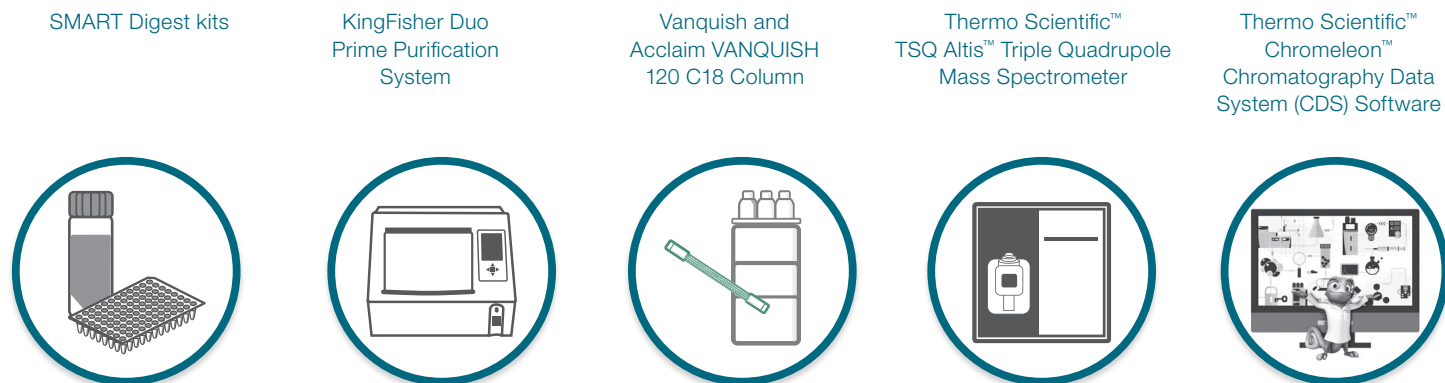 SMART Digest kits
KingFisher Duo
Prime Purification
System
Vanquish and
Acclaim VANQUISH
120 C18 Column
Thermo Scientific™
TSQ Altis™ Triple Quadrupole
Mass Spectrometer
Thermo Scientific™
Chromeleon™
Chromatography Data
System (CDS) Software